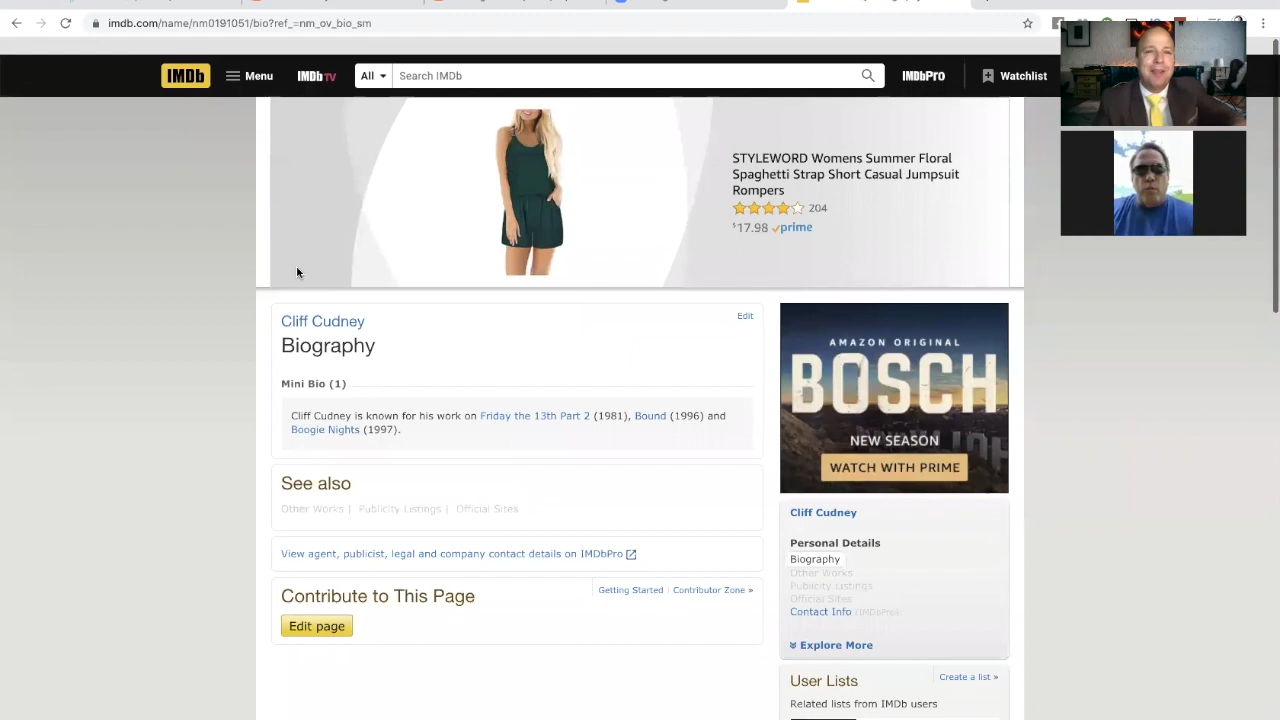 imdb.com/name/nm0191051/bio?ref_=nm_ov_bio_sm
IMDb
Menu
IMDbTV
All
Search IMDb
IMDbPro
Watchlist
STYLEWORD Womens Summer Floral
Spaghetti Strap Short Casual Jumpsuit
Rompers
204
$17.98 prime
Cliff Cudney
Edit
Biography
Mini Bio (1)
Cliff Cudney is known for his work on Friday the 13th Part 2 (1981), Bound (1996) and
Boogie Nights (1997).
See also
Other Works | Publicity Listings | Official Sites
View agent, publicist, legal and company contact details on IMDbPro
Contribute to This Page
Getting Started | Contributor Zone »
Edit page
AMAZON ORIGINAL
BOSCH
NEW SEASON
WATCH WITH PRIME
Cliff Cudney
Personal Details
Biography
Other Works
Publicity Listings
Official Sites
Contact Info (IMDbPro)
Explore More
User Lists
Create a list »
Related lists from IMDb users